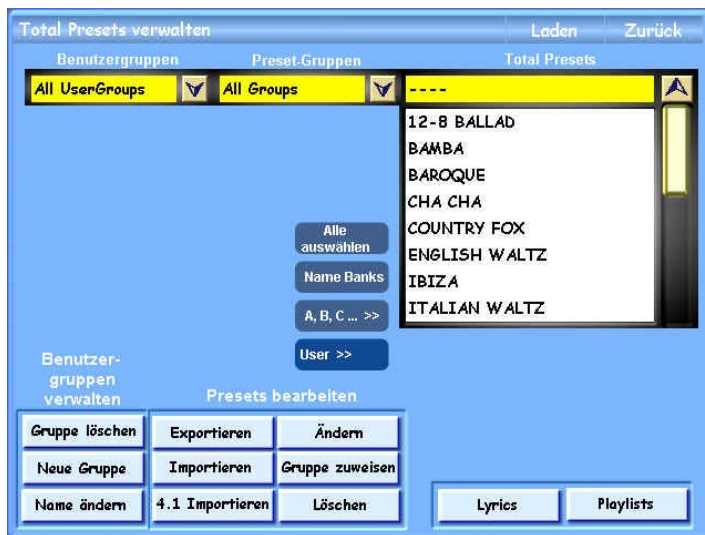 Total Presets verwalten
Laden
Zurück
Benutzergruppen
Preset-Gruppen
Total Presets
All UserGroups
All Groups
----
12-8 BALLAD
BAMBA
BAROQUE
CHA CHA
COUNTRY FOX
ENGLISH WALTZ
IBIZA
ITALIAN WALTZ
Alle
auswählen
Name Banks
A, B, C ... >>
User >>
Benutzer-
gruppen
verwalten
Presets bearbeiten
Gruppe löschen
Exportieren
Ändern
Neue Gruppe
Importieren
Gruppe zuweisen
Name ändern
4.1 Importieren
Löschen
Lyrics
Playlists